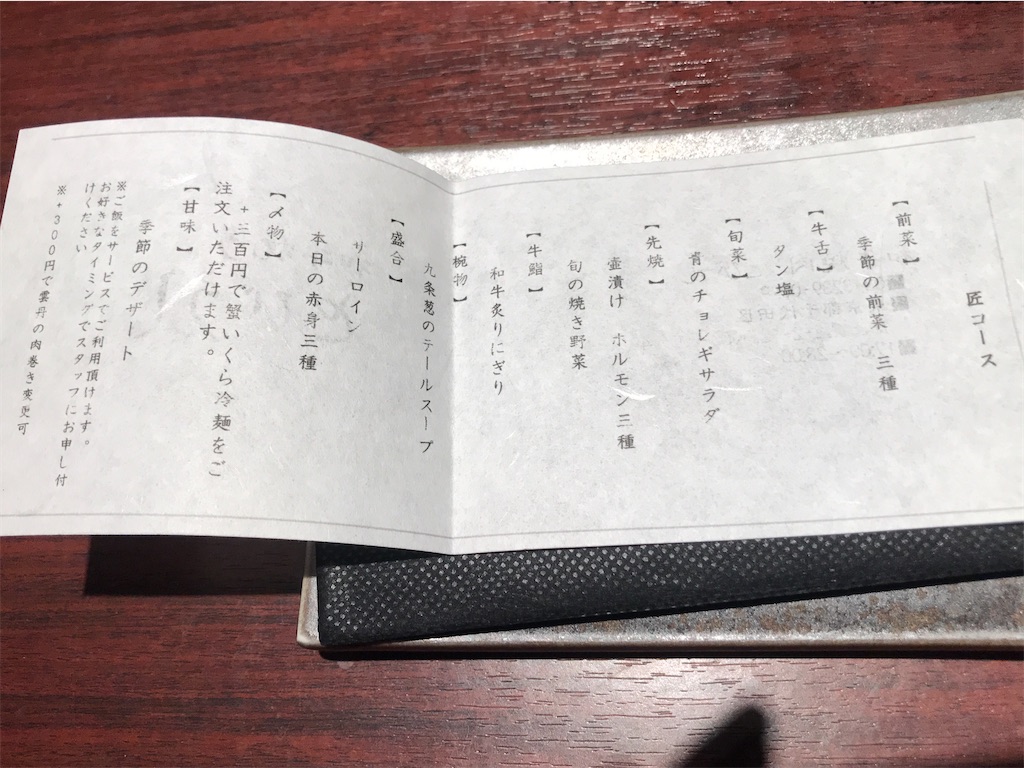 匠コース
【前菜】
季節の前菜 三種
【牛舌】
タン塩
【旬菜】
青のチョレギサラダ
【先焼】
壺漬け ホルモン三種
旬の焼き野菜
【牛鮨】
和牛炙りにぎり
【椀物】
九条葱のテールスープ
【盛合】
サーロイン
本日の赤身三種
【〆物】
+三百円で蟹いくら冷麺をご
注文いただけます。
【甘味】
季節のデザート
※ご飯をサービスでご利用頂けます。
お好きなタイミングでスタッフにお申し付
けください
※+300円で雲丹の肉巻き変更可